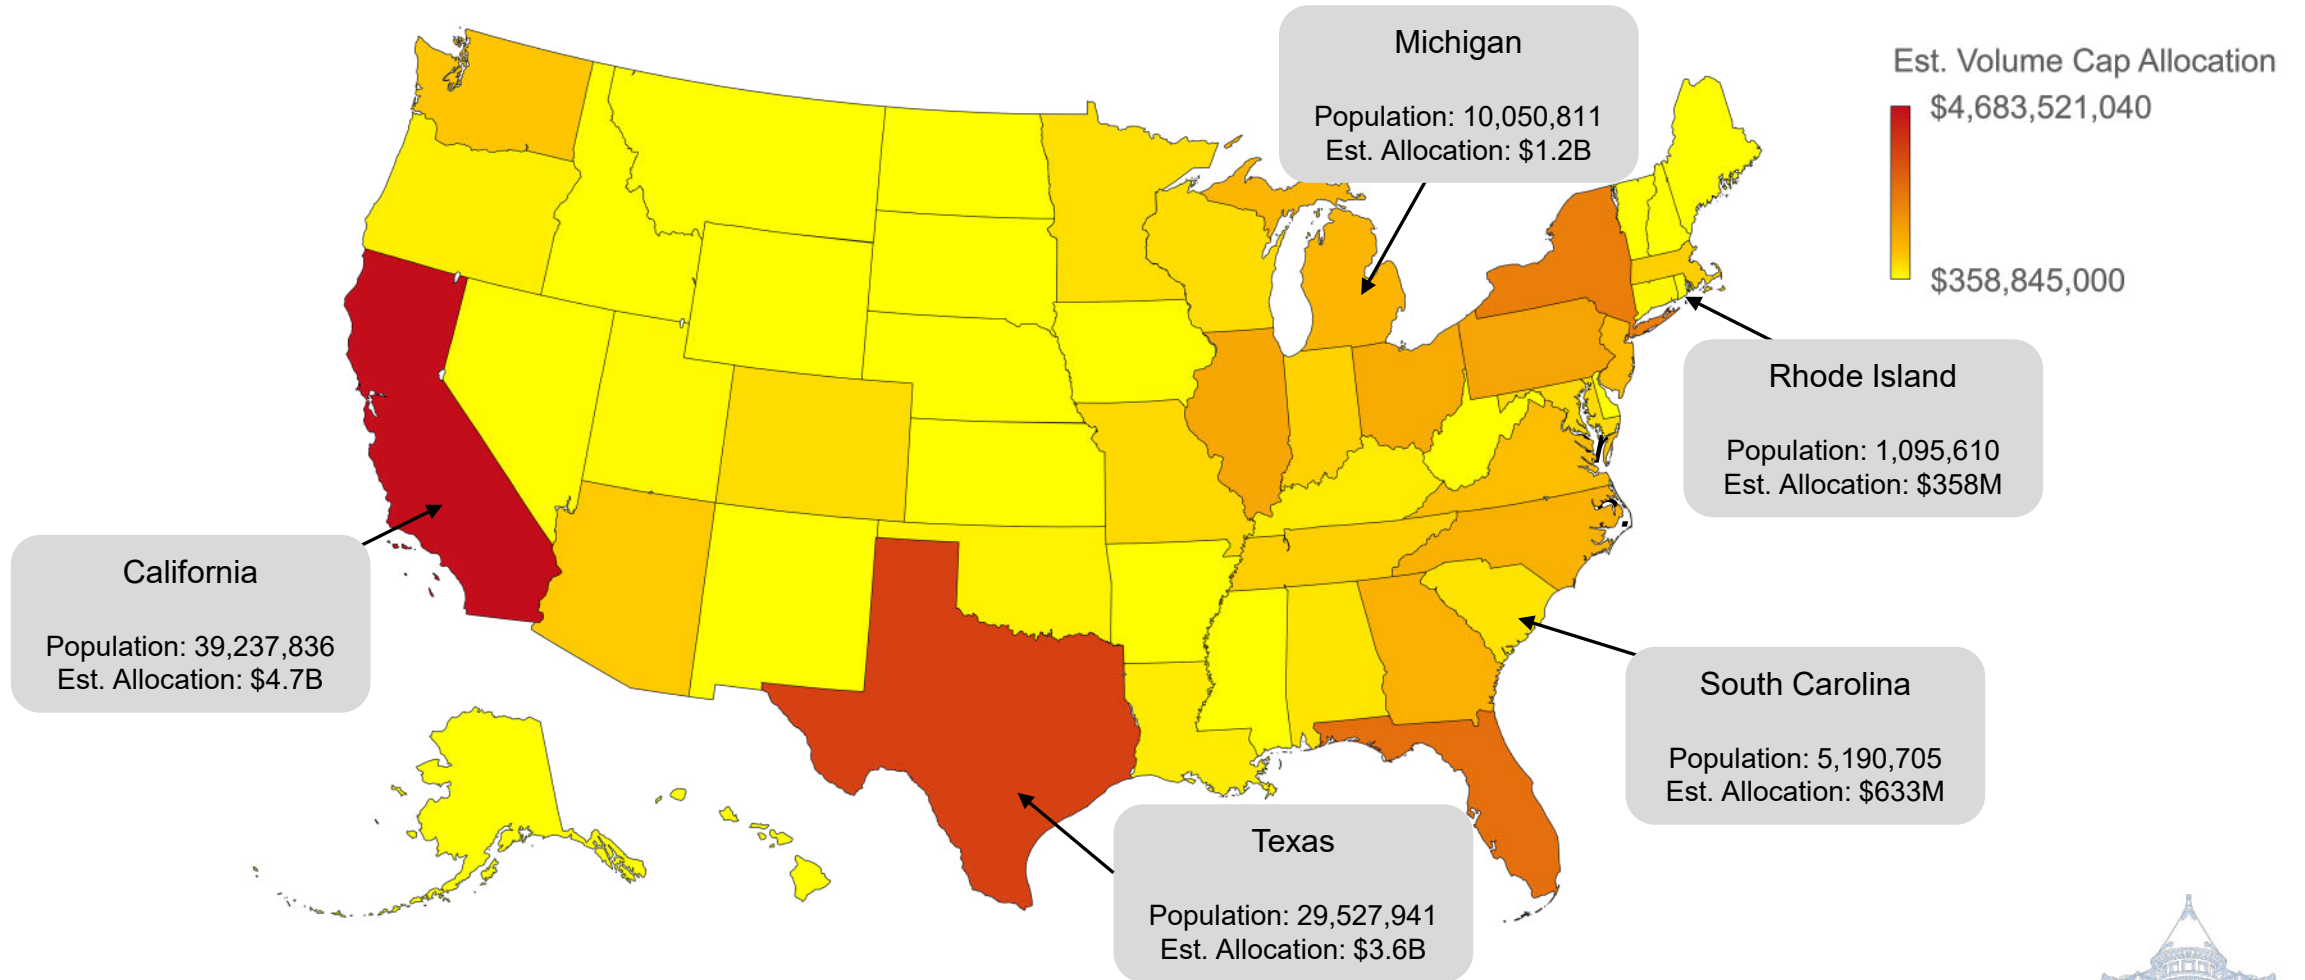 Michigan
Population: 10,050,811
Est. Allocation: $1.2B
Est. Volume Cap Allocation
$4,683,521,040
$358,845,000
Rhode Island
Population: 1,095,610
Est. Allocation: $358M
California
Population: 39,237,836
Est. Allocation: $4.7B
South Carolina
Population: 5,190,705
Est. Allocation: $633M
Texas
Population: 29,527,941
Est. Allocation: $3.6B